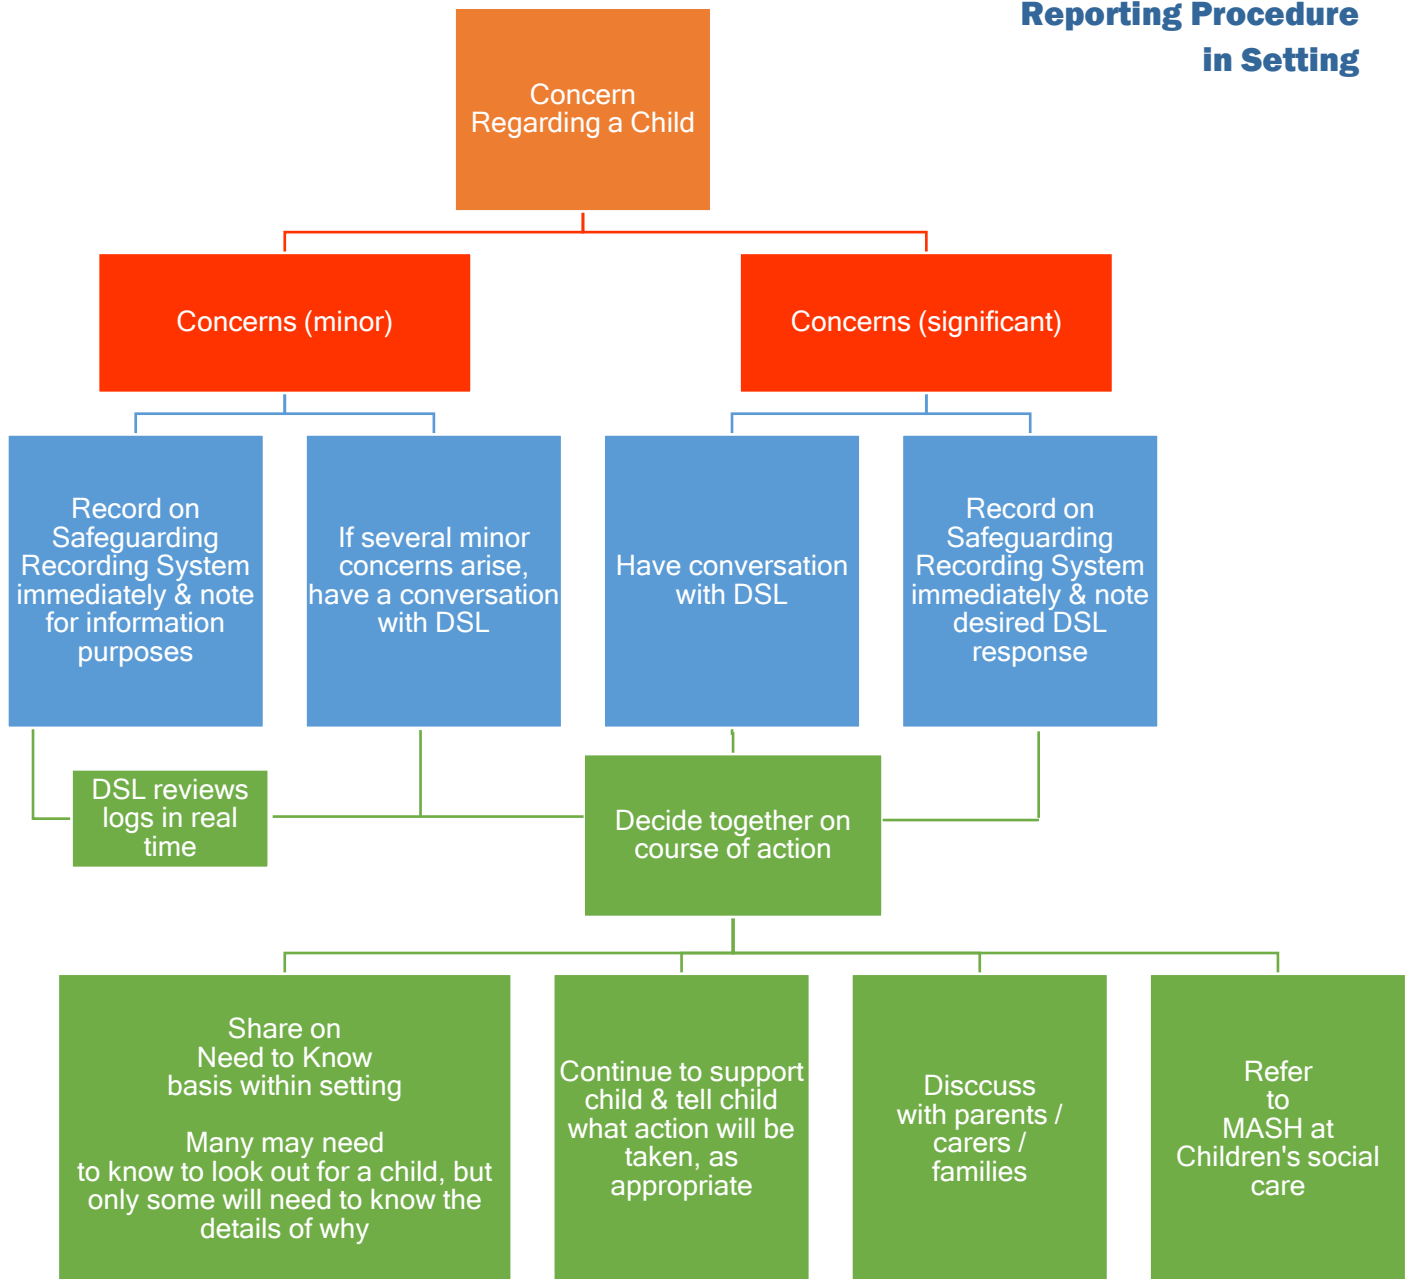 Reporting Procedure
in Setting
Concern
Regarding a Child
Concerns (minor)
Concerns (significant)
Record on
Safeguarding
Recording System
immediately & note
for information
purposes
If several minor
concerns arise,
have a conversation
with DSL
Have conversation
with DSL
Record on
Safeguarding
Recording System
immediately & note
desired DSL
response
DSL reviews
logs in real
time
Decide together on
course of action
Share on
Need to Know
basis within setting
Many may need
to know to look out for a child, but
only some will need to know the
details of why
Continue to support
child & tell child
what action will be
taken, as
appropriate
Disccuss
with parents /
carers /
families
Refer
to
MASH at
Children's social
care